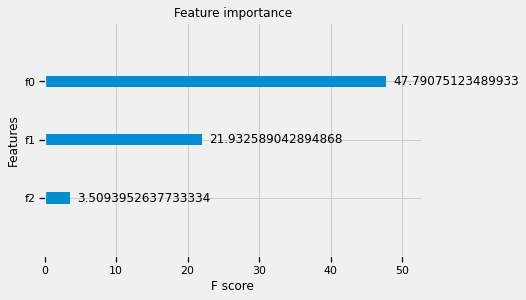 Feature importance
f0
47.79075123489933
f1
21.932589042894868
f2
3.5093952637733334
Features
0 10 20 30 40 50
F score